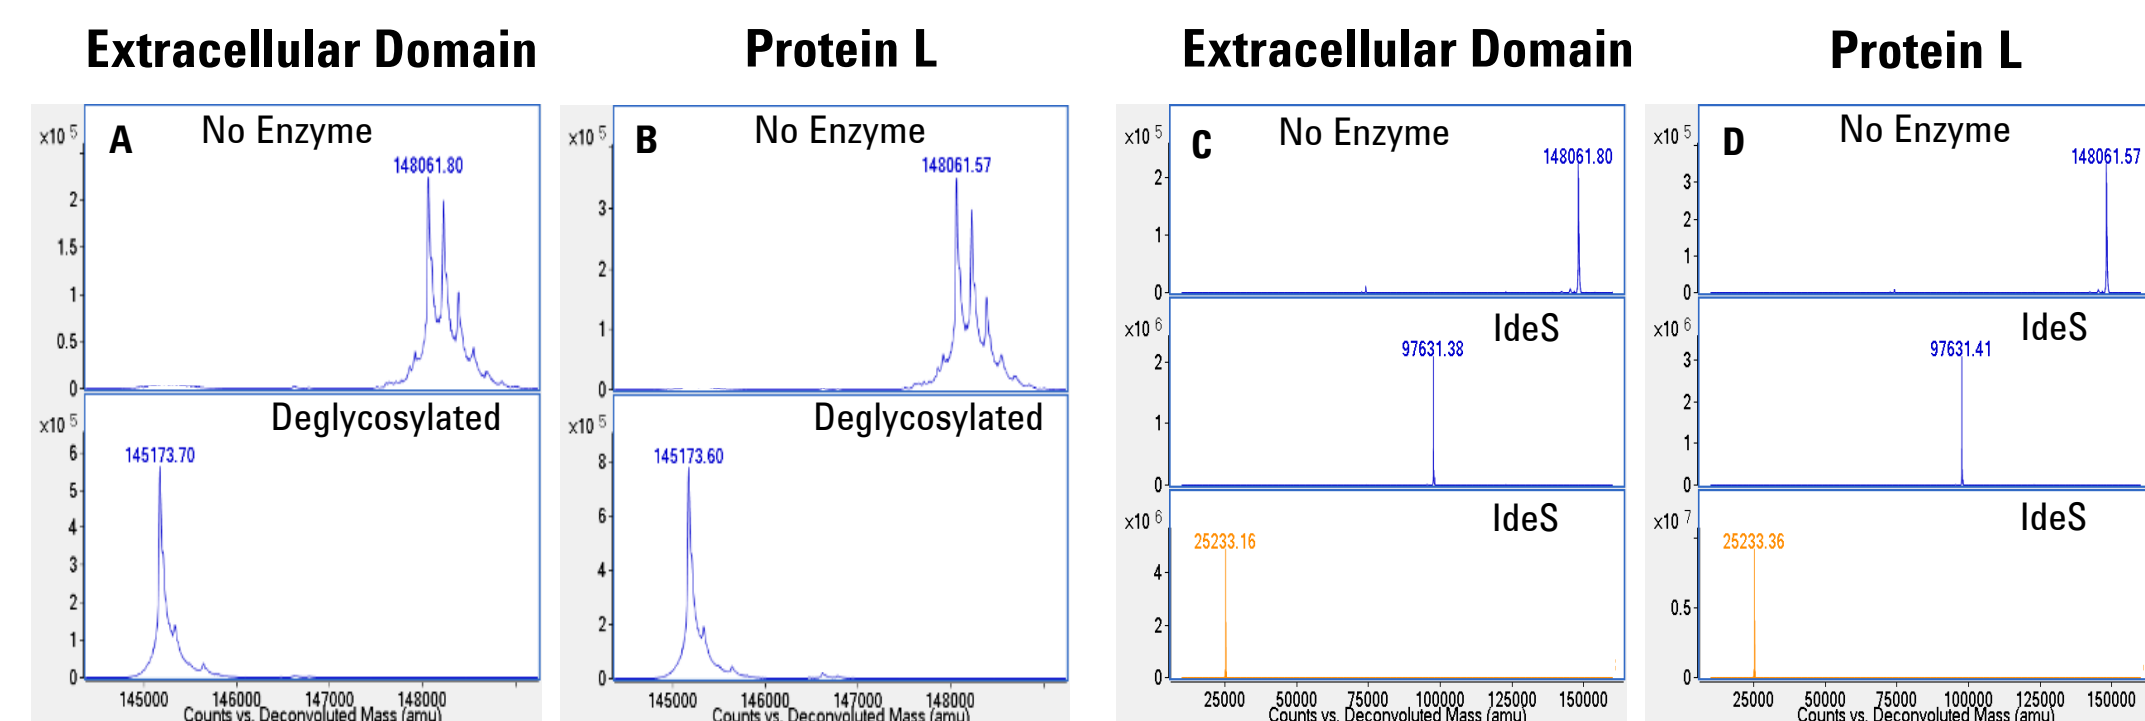 Extracellular Domain
Protein L
Extracellular Domain
Protein L
A
No Enzyme
x10 5
148061.80
2
1.5
1
0.5
0
Deglycosylated
x10 5
145173.70
6
5
4
3
2
1
0
145000 146000 147000 148000
Counts vs. Deconvoluted Mass (amu)
B
No Enzyme
x10 5
148061.57
3
2
1
0
Deglycosylated
x10 5
145173.60
8
6
4
2
0
145000 146000 147000 148000
Counts vs. Deconvoluted Mass (amu)
C
No Enzyme
x10 5
148061.80
2
1
0
IdeS
x10 6
97631.38
2
1
0
IdeS
x10 6
25233.16
4
2
0
25000 50000 75000 100000 125000 150000
Counts vs. Deconvoluted Mass (amu)
D
No Enzyme
x10 5
148061.57
3
2
1
0
IdeS
x10 6
97631.41
3
2
1
0
IdeS
x10 7
25233.36
0.5
0
25000 50000 75000 100000 125000 150000
Counts vs. Deconvoluted Mass (amu)